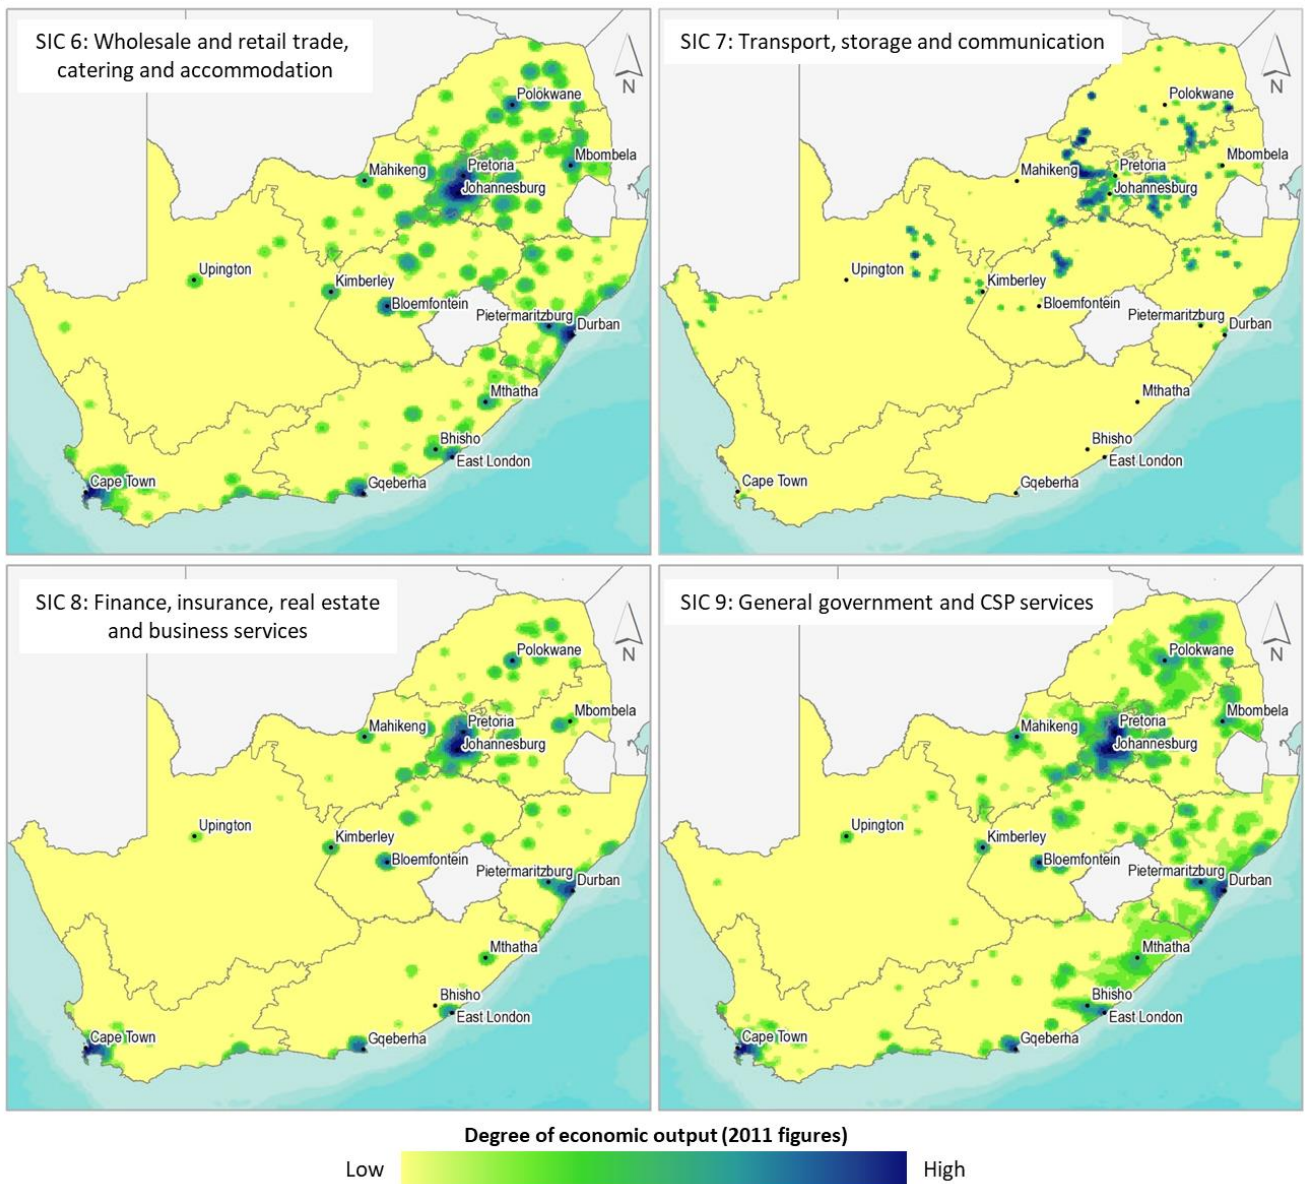 SIC 6: Wholesale and retail trade,
catering and accommodation
N
Polokwane
Mahikeng
Pretoria
Mbombela
Johannesburg
Upington
Kimberley
Bloemfontein
Pietermaritzburg
Durban
Mthatha
Bhisho
East London
Cape Town
Gqeberha
SIC 7: Transport, storage and communication
N
Polokwane
Mahikeng
Pretoria
Mbombela
Johannesburg
Upington
Kimberley
Bloemfontein
Pietermaritzburg
Durban
Mthatha
Bhisho
East London
Cape Town
Gqeberha
SIC 8: Finance, insurance, real estate
and business services
N
Polokwane
Mahikeng
Pretoria
Mbombela
Johannesburg
Upington
Kimberley
Bloemfontein
Pietermaritzburg
Durban
Mthatha
Bhisho
East London
Cape Town
Gqeberha
SIC 9: General government and CSP services
N
Polokwane
Mahikeng
Pretoria
Mbombela
Johannesburg
Upington
Kimberley
Bloemfontein
Pietermaritzburg
Durban
Mthatha
Bhisho
East London
Cape Town
Gqeberha
Degree of economic output (2011 figures)
Low High